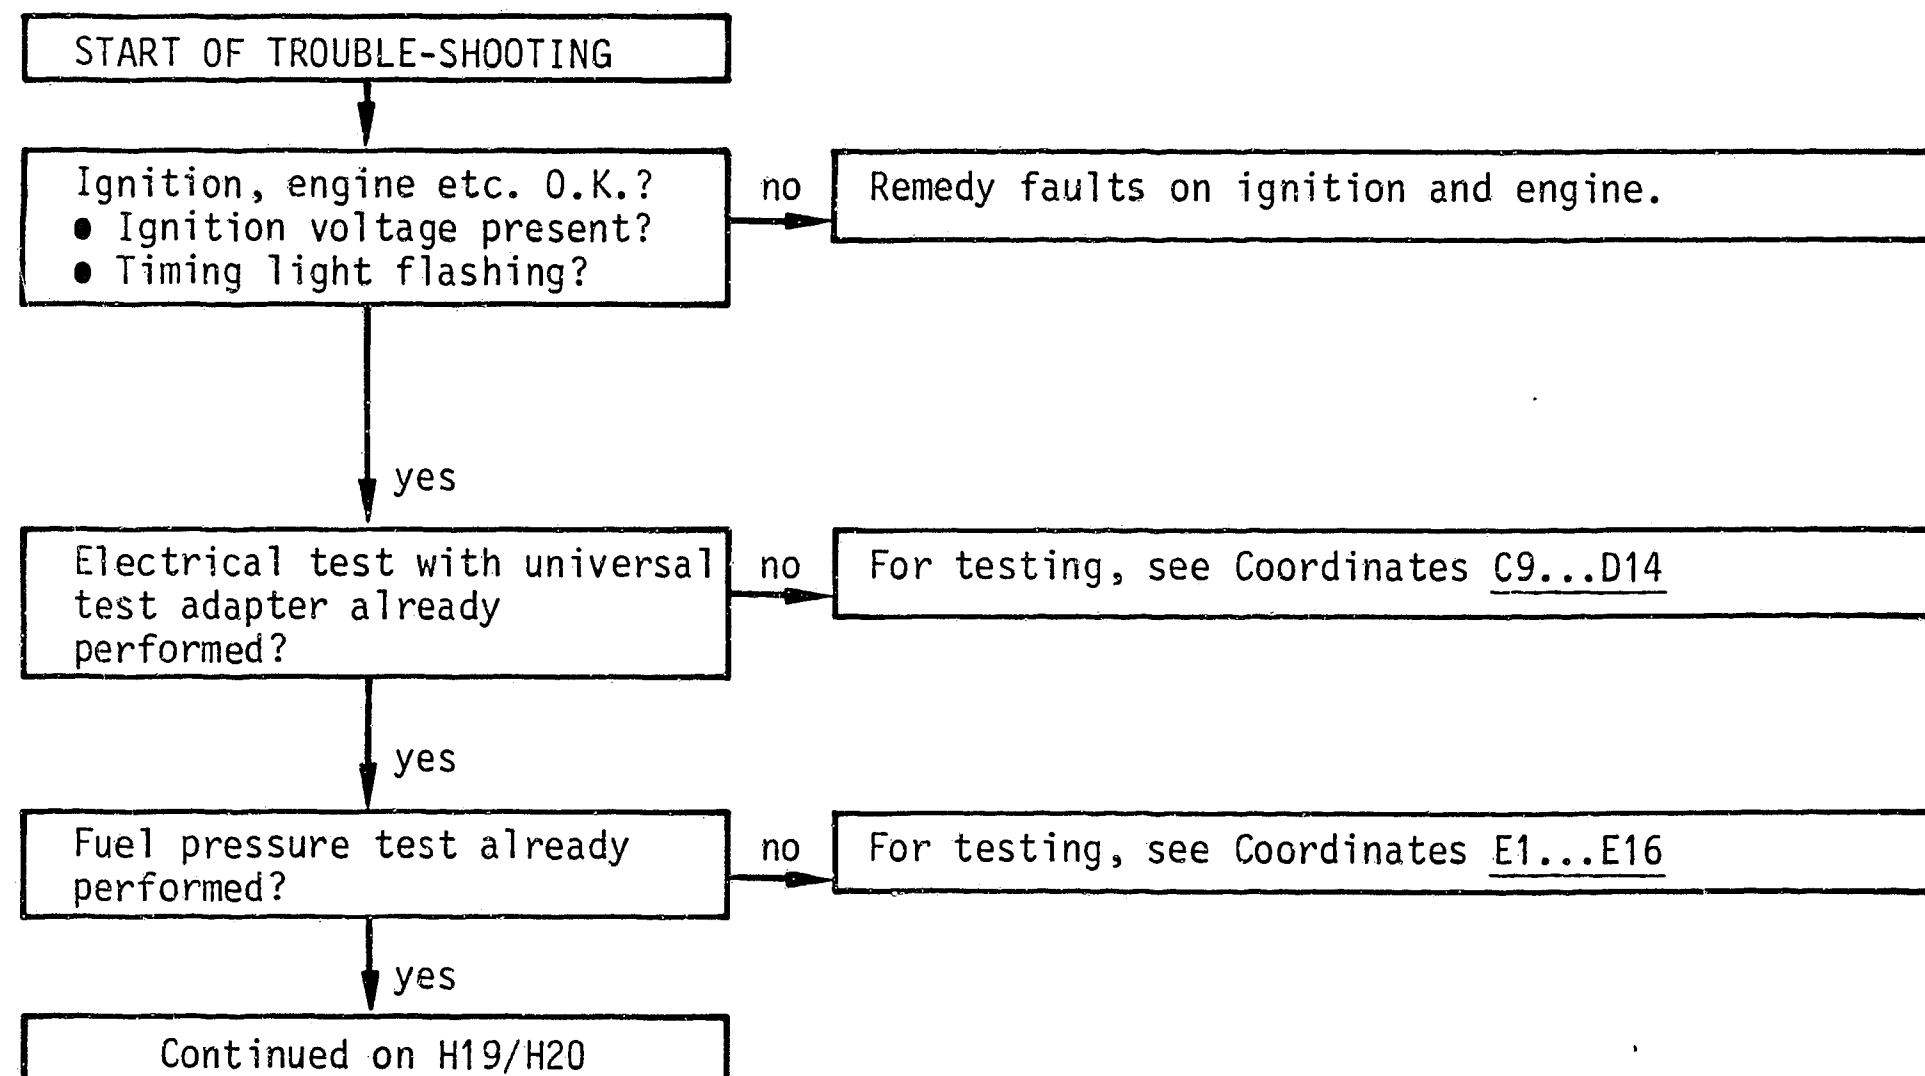 START OF TROUBLE-SHOOTING
Ignition, engine etc. O.K.?
● Ignition voltage present?
● Timing light flashing?
no
Remedy faults on ignition and engine.
yes
Electrical test with universal
test adapter already
performed?
no
For testing, see Coordinates C9...D14
yes
Fuel pressure test already
performed?
no
For testing, see Coordinates E1...E16
yes
Continued on H19/H20